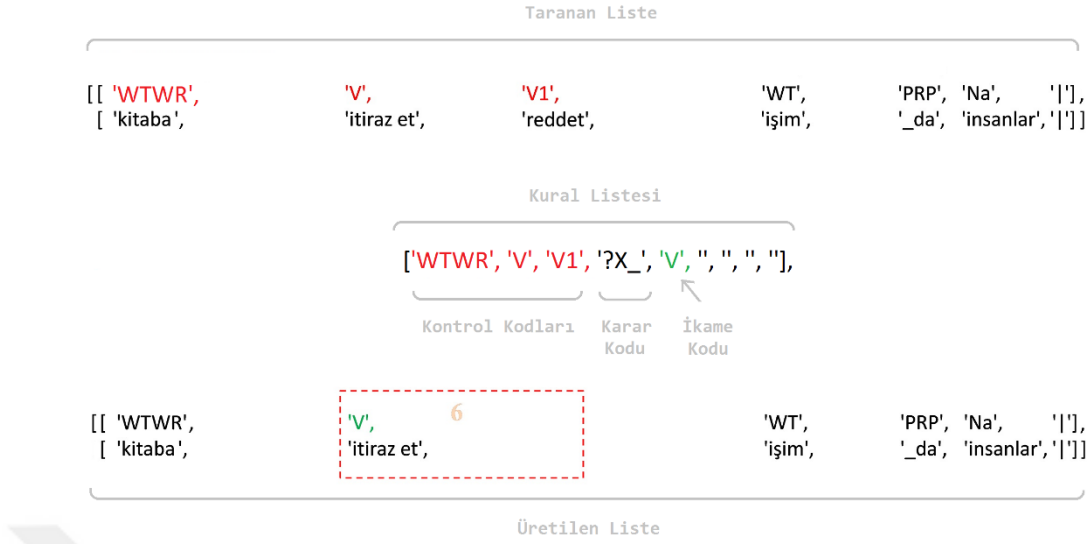 Taranan Liste
[[ 'WTWR', 'V', 'V1', 'WT', 'PRP', 'Na', '|'],
[ 'kitaba', 'itiraz et', 'reddet', 'işim', '_da', 'insanlar', '|']]
Kural Listesi
['WTWR', 'V', 'V1', '?X_', 'V', '', '', '', ''],
Kontrol Kodları Karar Kodu İkame Kodu
6
[[ 'WTWR', 'V', 'WT', 'PRP', 'Na', '|'],
[ 'kitaba', 'itiraz et', 'işim', '_da', 'insanlar', '|']]
Üretilen Liste